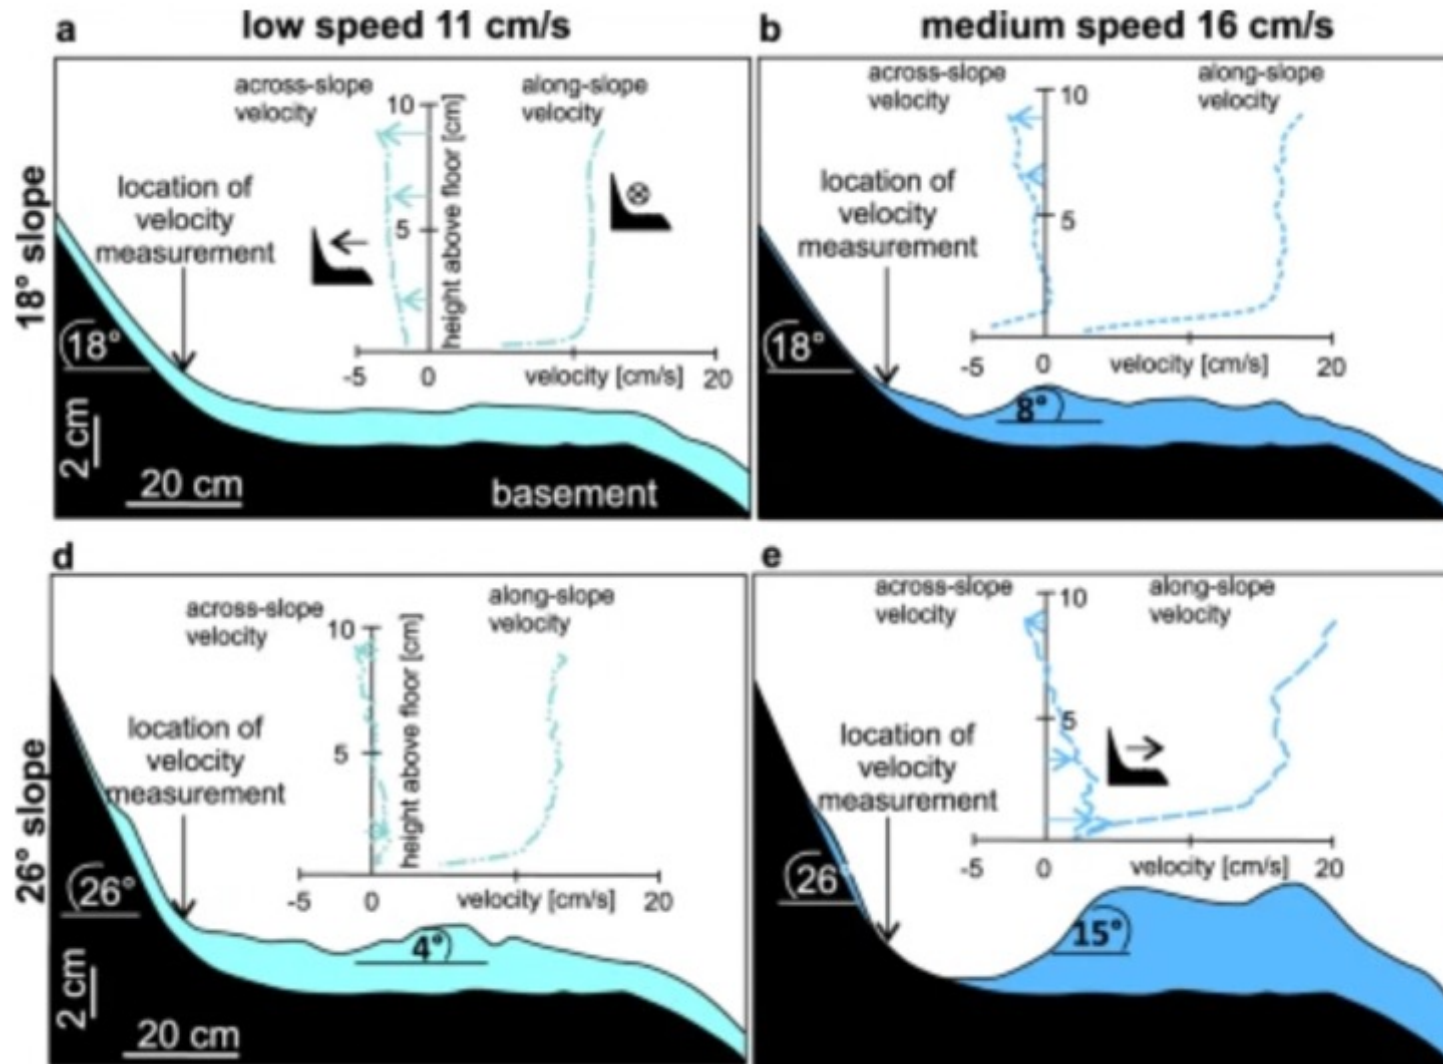 a
low speed 11 cm/s
b
medium speed 16 cm/s
18° slope
across-slope
velocity
along-slope
velocity
10
5
height above floor [cm]
location of
velocity
measurement
18°
-5
0
velocity [cm/s]
20
2 cm
20 cm
basement
across-slope
velocity
along-slope
velocity
10
5
location of
velocity
measurement
18°
-5
0
velocity [cm/s]
20
8°
d
e
26° slope
across-slope
velocity
along-slope
velocity
10
5
height above floor [cm]
location of
velocity
measurement
26°
-5
0
velocity [cm/s]
20
4°
2 cm
20 cm
across-slope
velocity
along-slope
velocity
10
5
location of
velocity
measurement
26
-5
0
velocity [cm/s]
20
15°